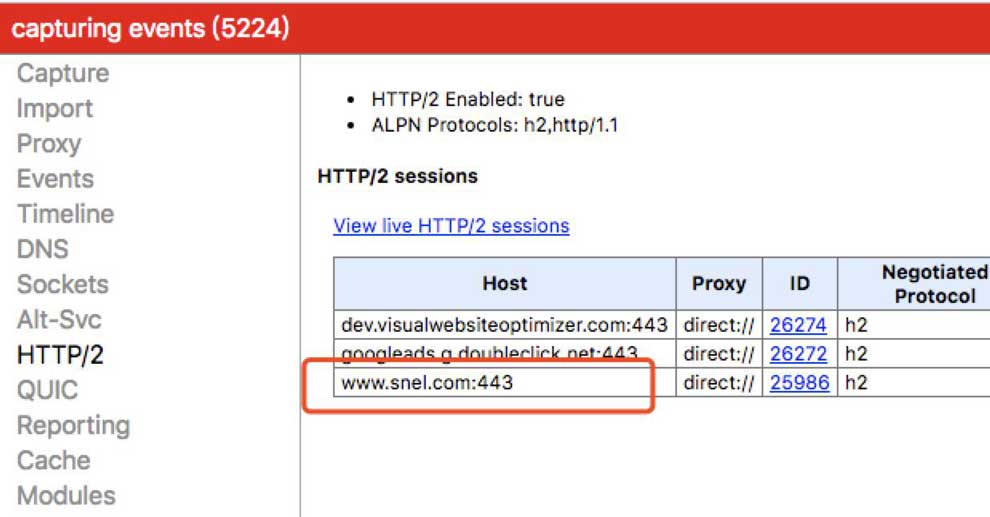 capturing events (5224)
Capture
Import
Proxy
Events
Timeline
DNS
Sockets
Alt-Svc
HTTP/2
QUIC
Reporting
Cache
Modules
HTTP/2 Enabled: true
ALPN Protocols: h2,http/1.1
HTTP/2 sessions
View live HTTP/2 sessions
Host Proxy ID Negotiated Protocol
dev.visualwebsiteoptimizer.com:443 direct:// 26274 h2
googleads.g.doubleclick.net:443 direct:// 26272 h2
www.snel.com:443 direct:// 25986 h2